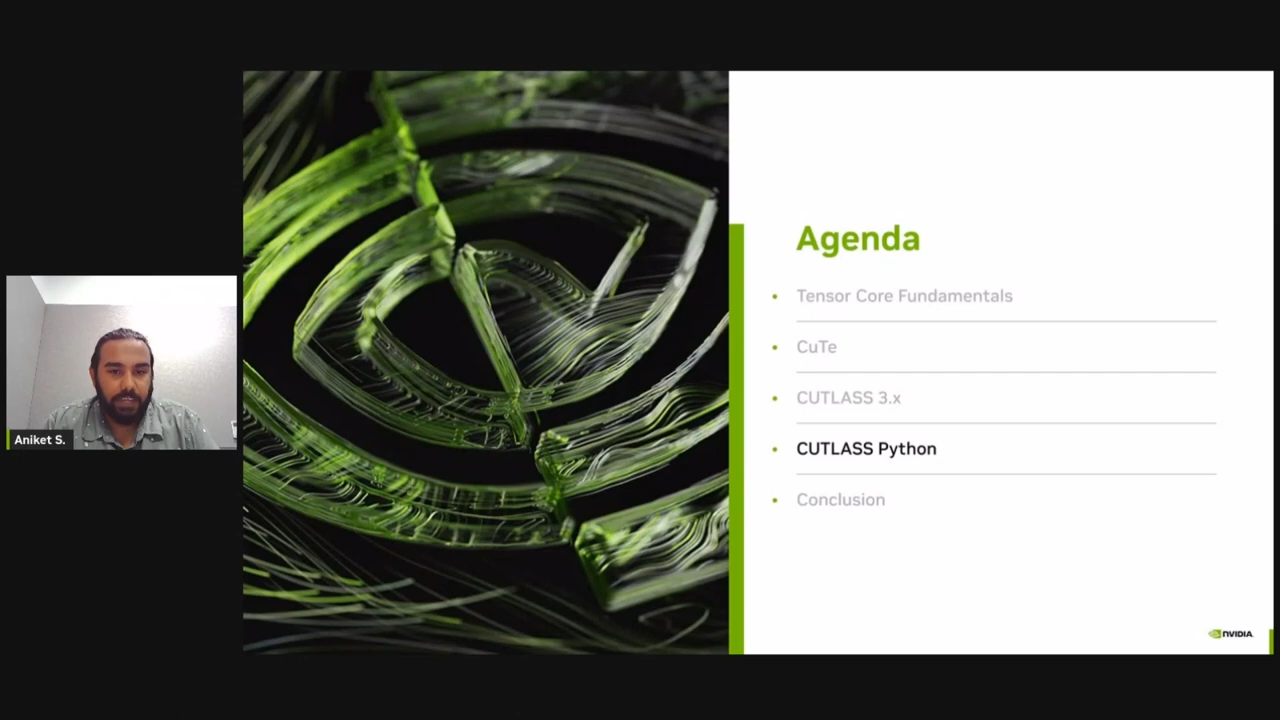 Aniket S.
Agenda
• Tensor Core Fundamentals
• CuTe
• CUTLASS 3.x
• CUTLASS Python
• Conclusion
NVIDIA